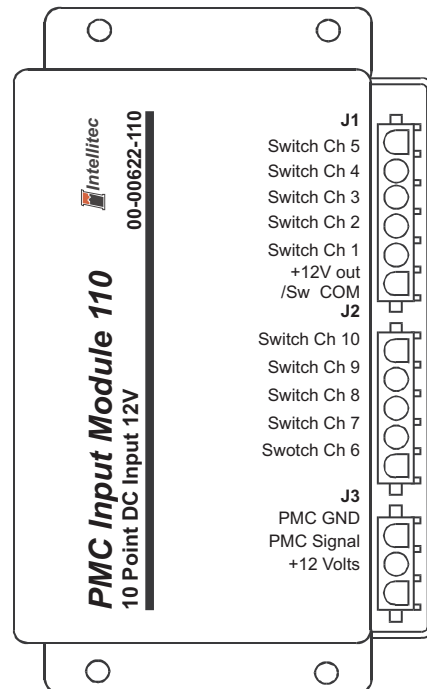 Intellitec
00-00622-110
PMC Input Module 110
10 Point DC Input 12V
J1
Switch Ch 5
Switch Ch 4
Switch Ch 3
Switch Ch 2
Switch Ch 1
+12V out
/Sw COM
J2
Switch Ch 10
Switch Ch 9
Switch Ch 8
Switch Ch 7
Swotch Ch 6
J3
PMC GND
PMC Signal
+12 Volts